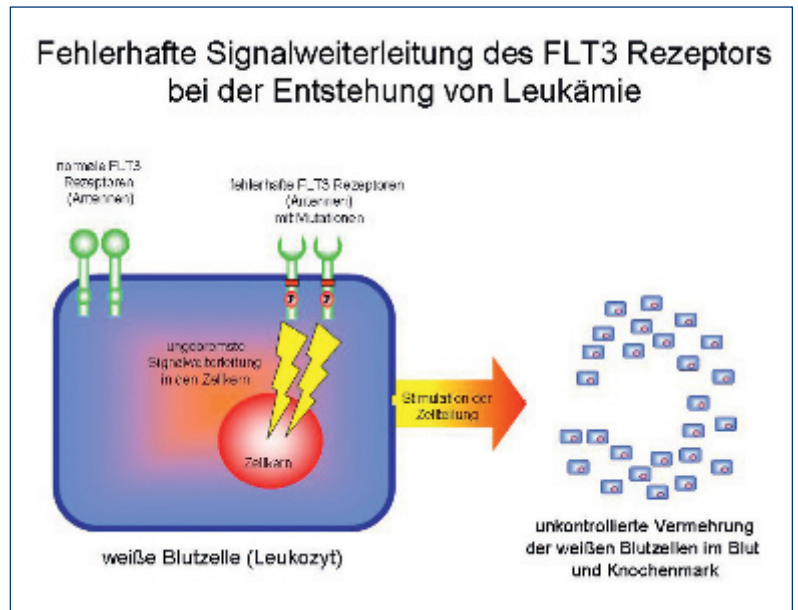 Fehlerhafte Signalweiterleitung des FLT3 Rezeptors
bei der Entstehung von Leukämie
normale FLT3
Rezeptoren
(Antennen)
fehlerhafte FLT3 Rezeptoren
(Antennen)
mit Mutationen
ungebremste
Signalweiterleitung
in den Zellkern
Zellkern
Stimulation der
Zellteilung
weiße Blutzelle (Leukozyt)
unkontrollierte Vermehrung
der weißen Blutzellen im Blut
und Knochenmark